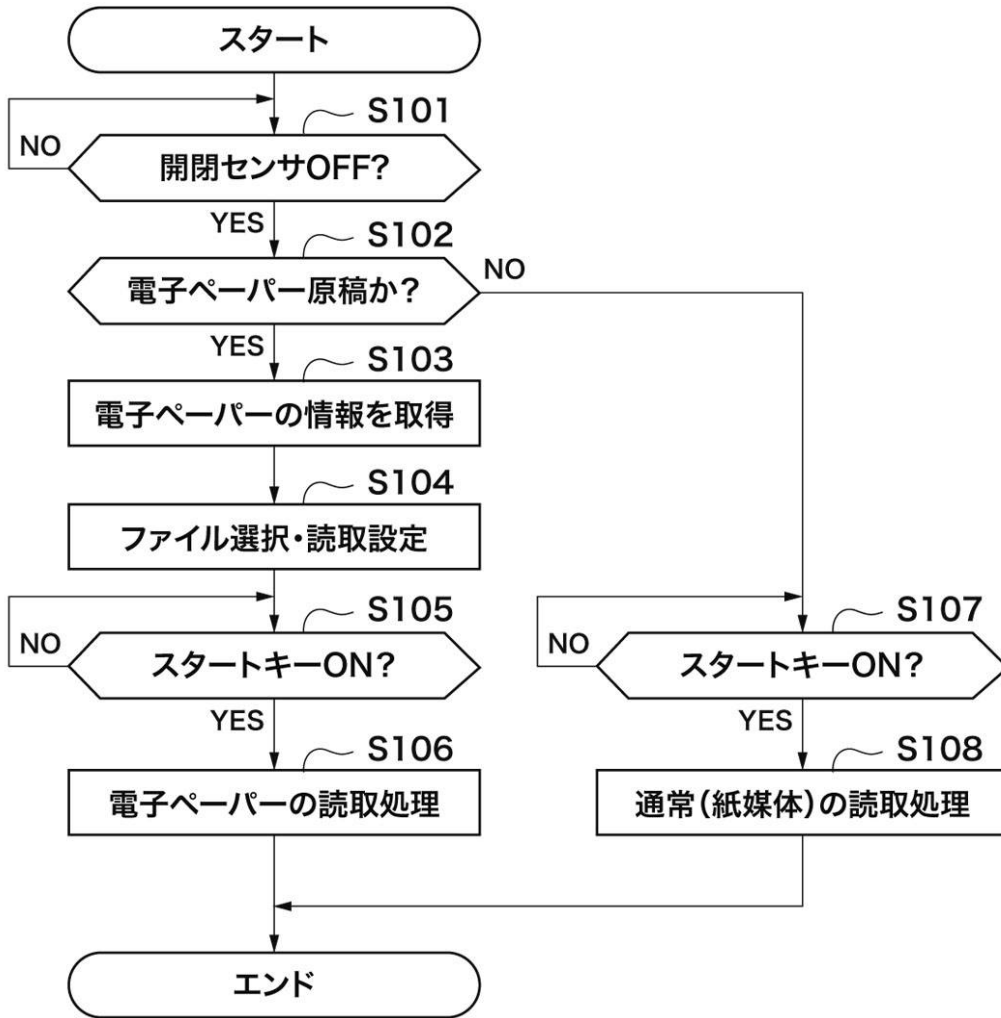 スタート
S101
NO
開閉センサOFF?
YES
S102
電子ペーパー原稿か?
NO
YES
S103
電子ペーパーの情報を取得
S104
ファイル選択・読取設定
S105
NO
スタートキーON?
YES
S106
電子ペーパーの読取処理
S107
NO
スタートキーON?
YES
S108
通常(紙媒体)の読取処理
エンド